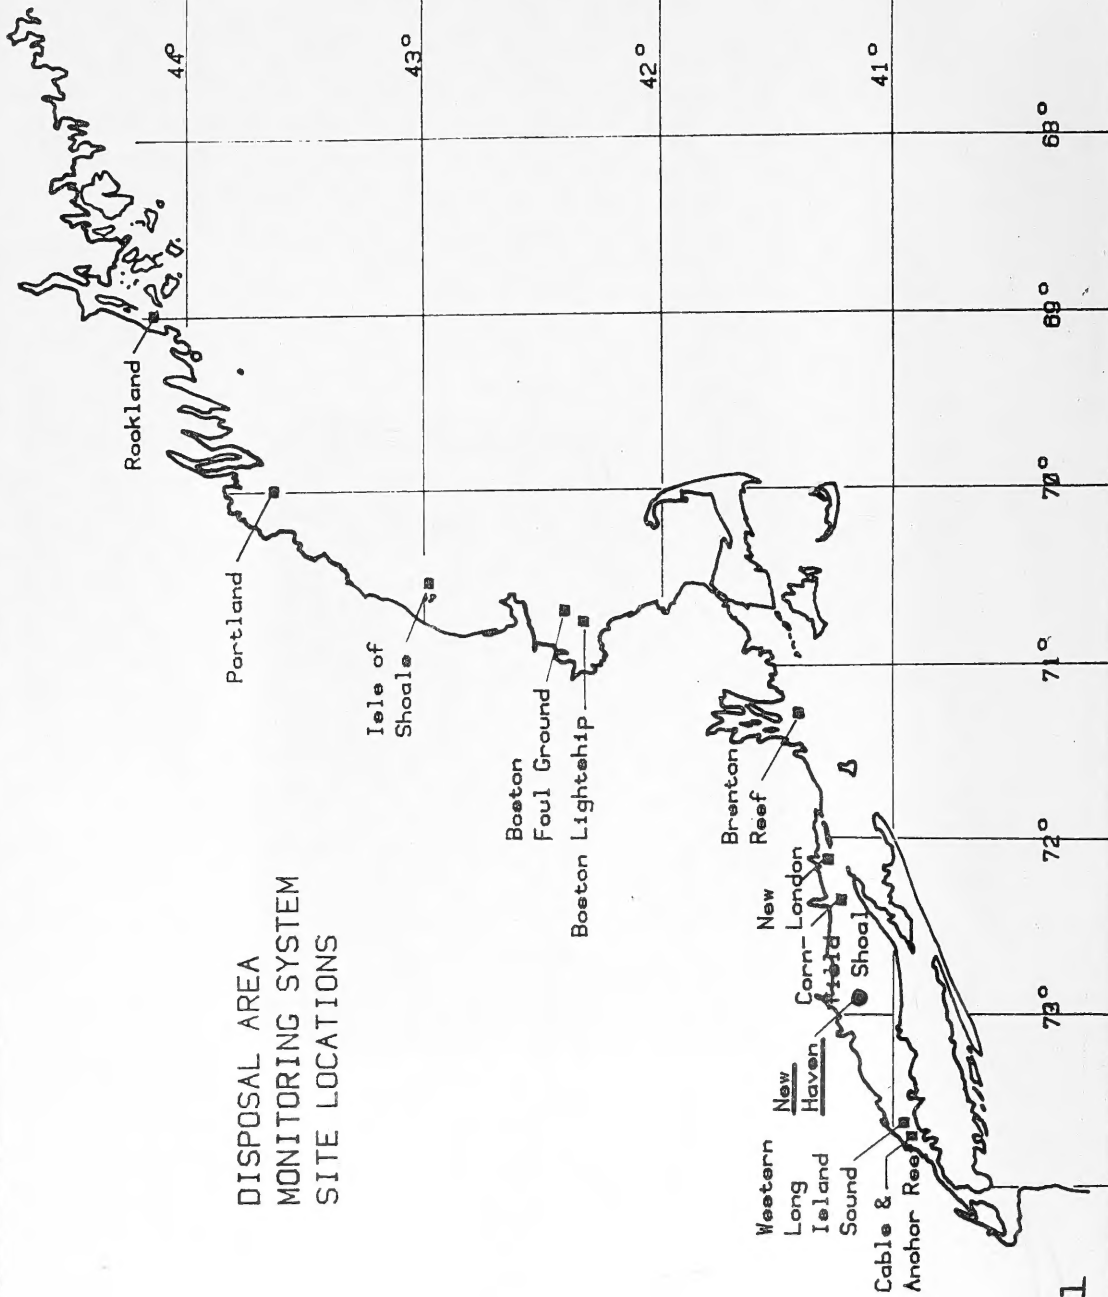 DISPOSAL AREA
MONITORING SYSTEM
SITE LOCATIONS
Rockland
Portland
Isle of
Shoals
Boston
Foul Ground
Boston Lightship
Brenton
Reef
New
London
Corn-
field
Shoal
New
Haven
Western
Long
Island
Sound
Cable &
Anchor Reef
44°
43°
42°
41°
68°
69°
70°
71°
72°
73°
1